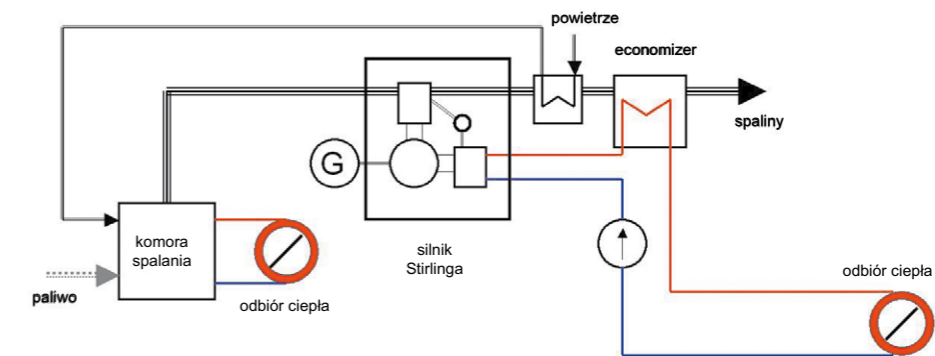 powietrze
economizer
spaliny
G
komora
spalania
silnik
Stirlinga
odbiór ciepła
paliwo
odbiór ciepła